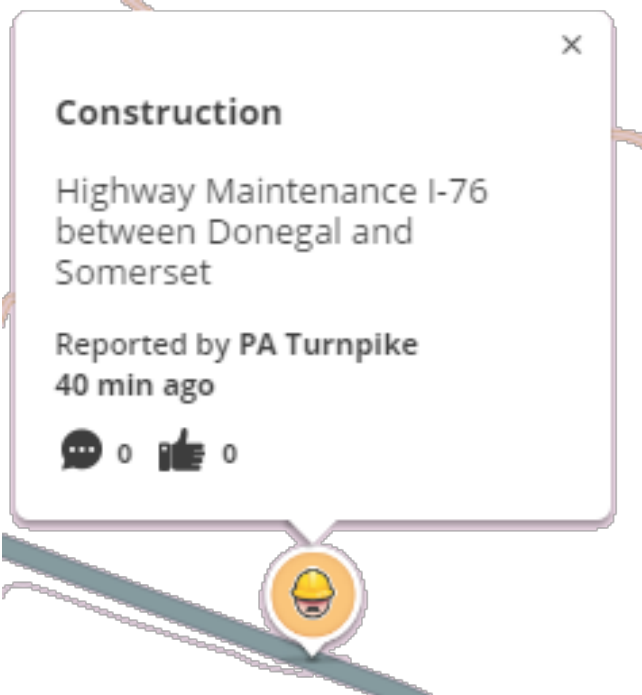 Construction
Highway Maintenance I-76
between Donegal and
Somerset
Reported by PA Turnpike
40 min ago
0 0